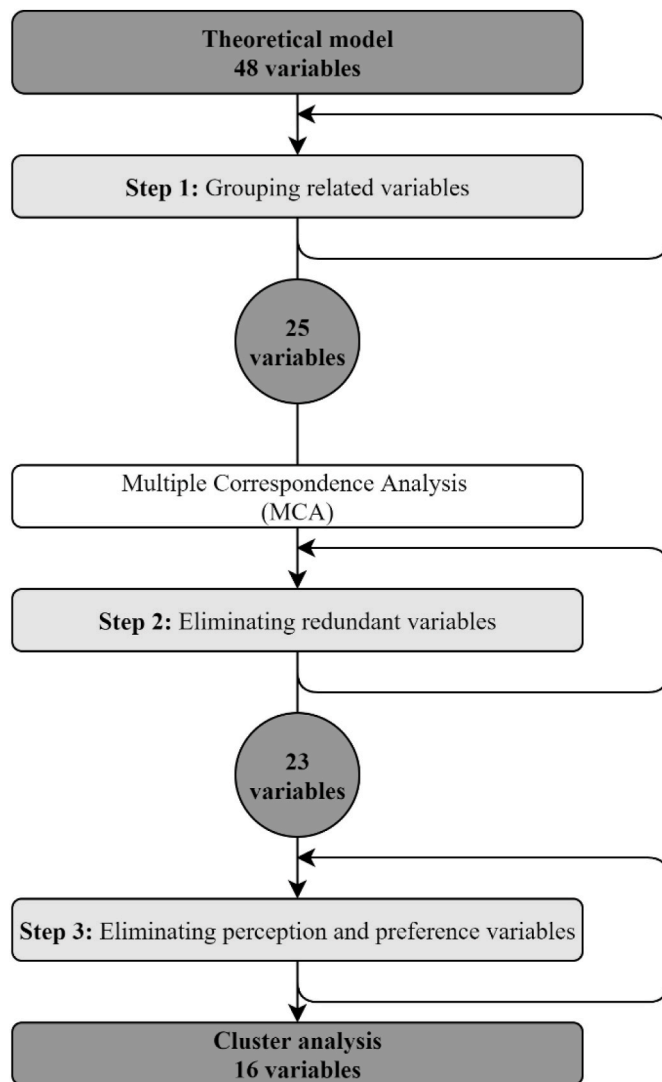 Theoretical model
48 variables
Step 1: Grouping related variables
25
variables
Multiple Correspondence Analysis
(MCA)
Step 2: Eliminating redundant variables
23
variables
Step 3: Eliminating perception and preference variables
Cluster analysis
16 variables